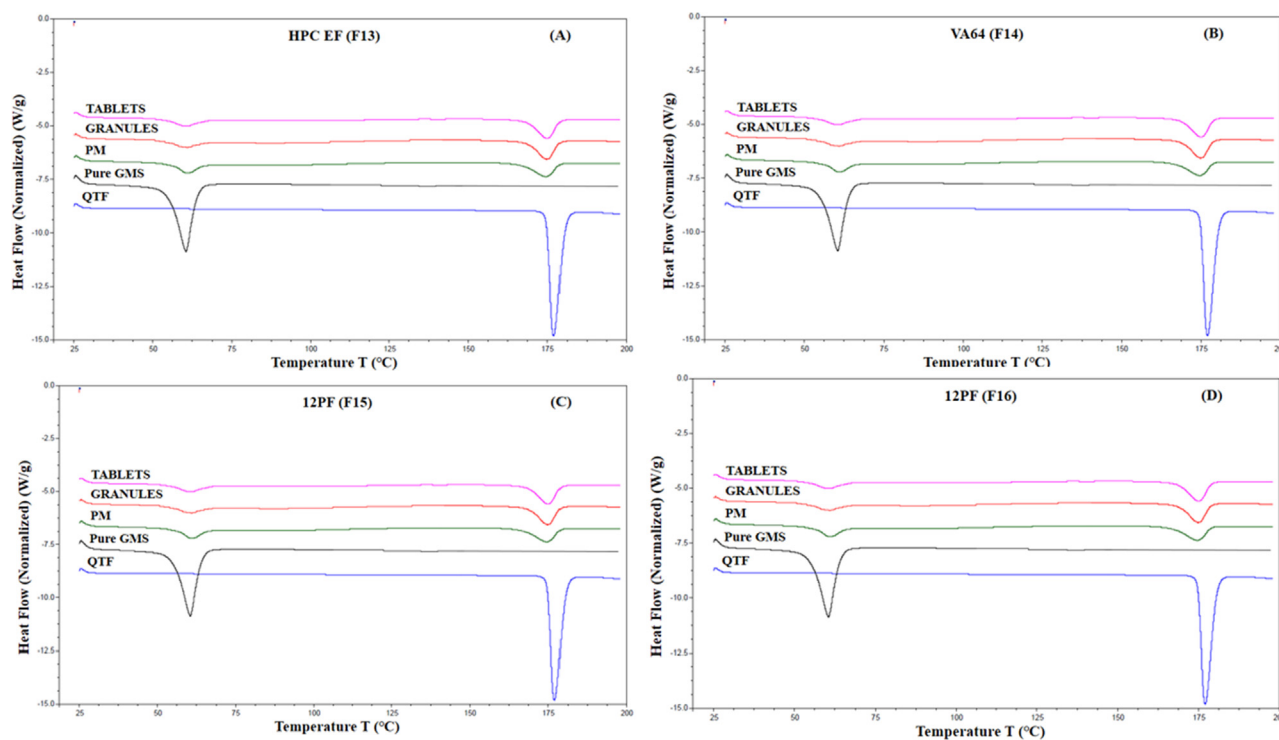 HPC EF (F13)
(A)
Heat Flow (Normalized) (W/g)
0.0
-2.5
-5.0
-7.5
-10.0
-12.5
-15.0
TABLETS
GRANULES
PM
Pure GMS
QTF
25 50 75 100 125 150 175 200
Temperature T (°C)
VA64 (F14)
(B)
Heat Flow (Normalized) (W/g)
0.0
-2.5
-5.0
-7.5
-10.0
-12.5
-15.0
TABLETS
GRANULES
PM
Pure GMS
QTF
25 50 75 100 125 150 175 200
Temperature T (°C)
12PF (F15)
(C)
Heat Flow (Normalized) (W/g)
0.0
-2.5
-5.0
-7.5
-10.0
-12.5
-15.0
TABLETS
GRANULES
PM
Pure GMS
QTF
25 50 75 100 125 150 175 200
Temperature T (°C)
12PF (F16)
(D)
Heat Flow (Normalized) (W/g)
0.0
-2.5
-5.0
-7.5
-10.0
-12.5
-15.0
TABLETS
GRANULES
PM
Pure GMS
QTF
25 50 75 100 125 150 175 200
Temperature T (°C)